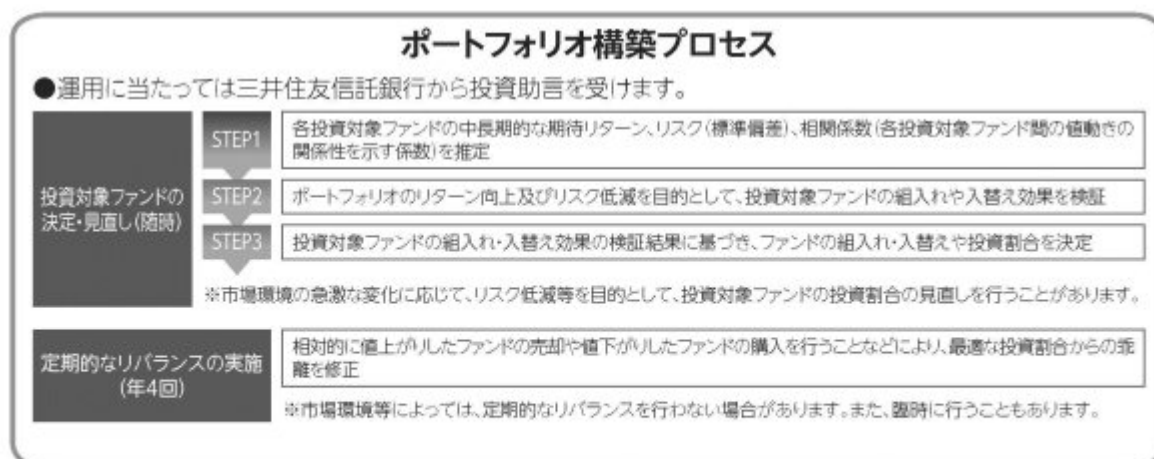 ポートフォリオ構築プロセス
●運用に当たっては三井住友信託銀行から投資助言を受けます。
投資対象ファンドの
決定・見直し(随時)
STEP1
各投資対象ファンドの中長期的な期待リターン、リスク(標準偏差)、相関係数(各投資対象ファンド間の値動きの
関係性を示す係数)を推定
STEP2
ポートフォリオのリターン向上及びリスク低減を目的として、投資対象ファンドの組入れや入替え効果を検証
STEP3
投資対象ファンドの組入れ・入替え効果の検証結果に基づき、ファンドの組入れ・入替えや投資割合を決定
※市場環境の急激な変化に応じて、リスク低減等を目的として、投資対象ファンドの投資割合の見直しを行うことがあります。
定期的なリバランスの実施
(年4回)
相対的に値上がりしたファンドの売却や値下がりしたファンドの購入を行うことなどにより、最適な投資割合からの乖
離を修正
※市場環境等によっては、定期的なリバランスを行わない場合があります。また、臨時に行うこともあります。